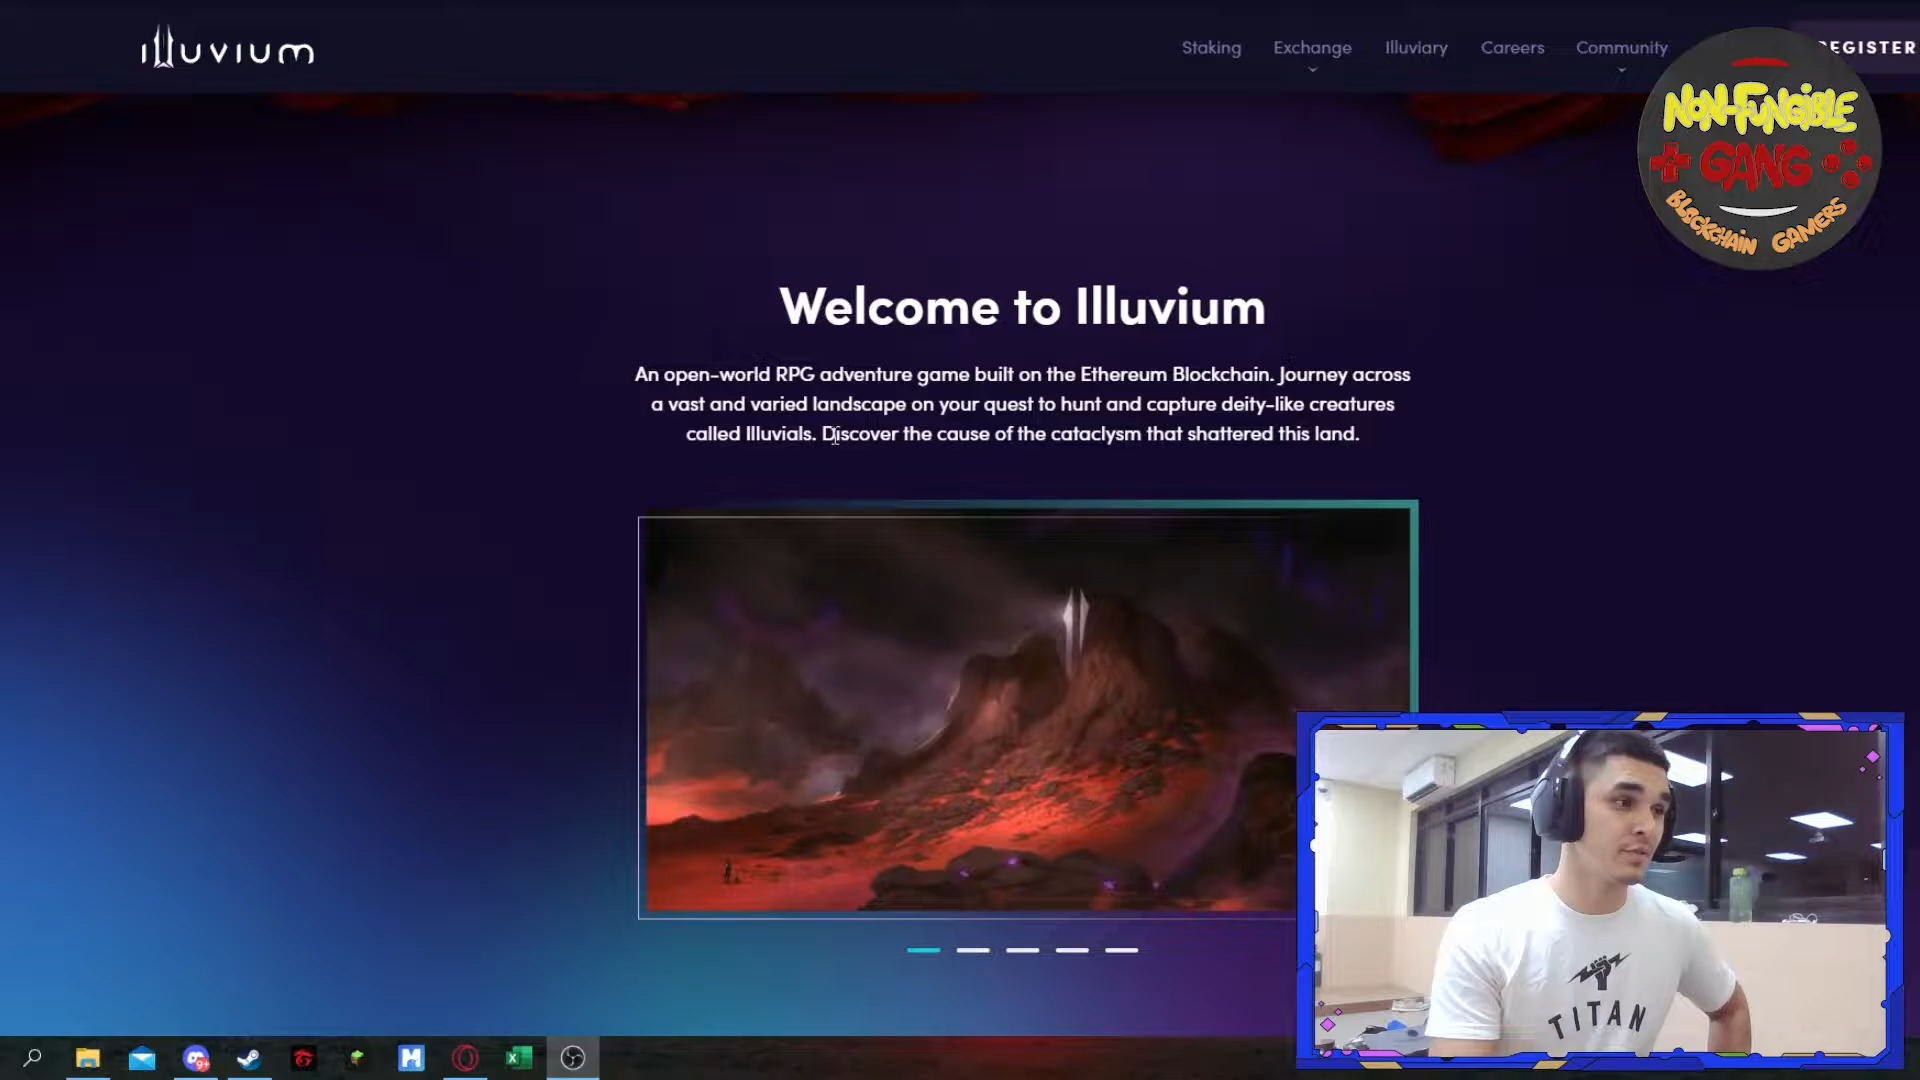 illuvium
Staking Exchange Illuviary Careers Community
REGISTER
NON-FUNGIBLE
GANG
BLOCKCHAIN GAMERS
Welcome to Illuvium
An open-world RPG adventure game built on the Ethereum Blockchain. Journey across
a vast and varied landscape on your quest to hunt and capture deity-like creatures
called Illuvials. Discover the cause of the cataclysm that shattered this land.
TITAN
9+